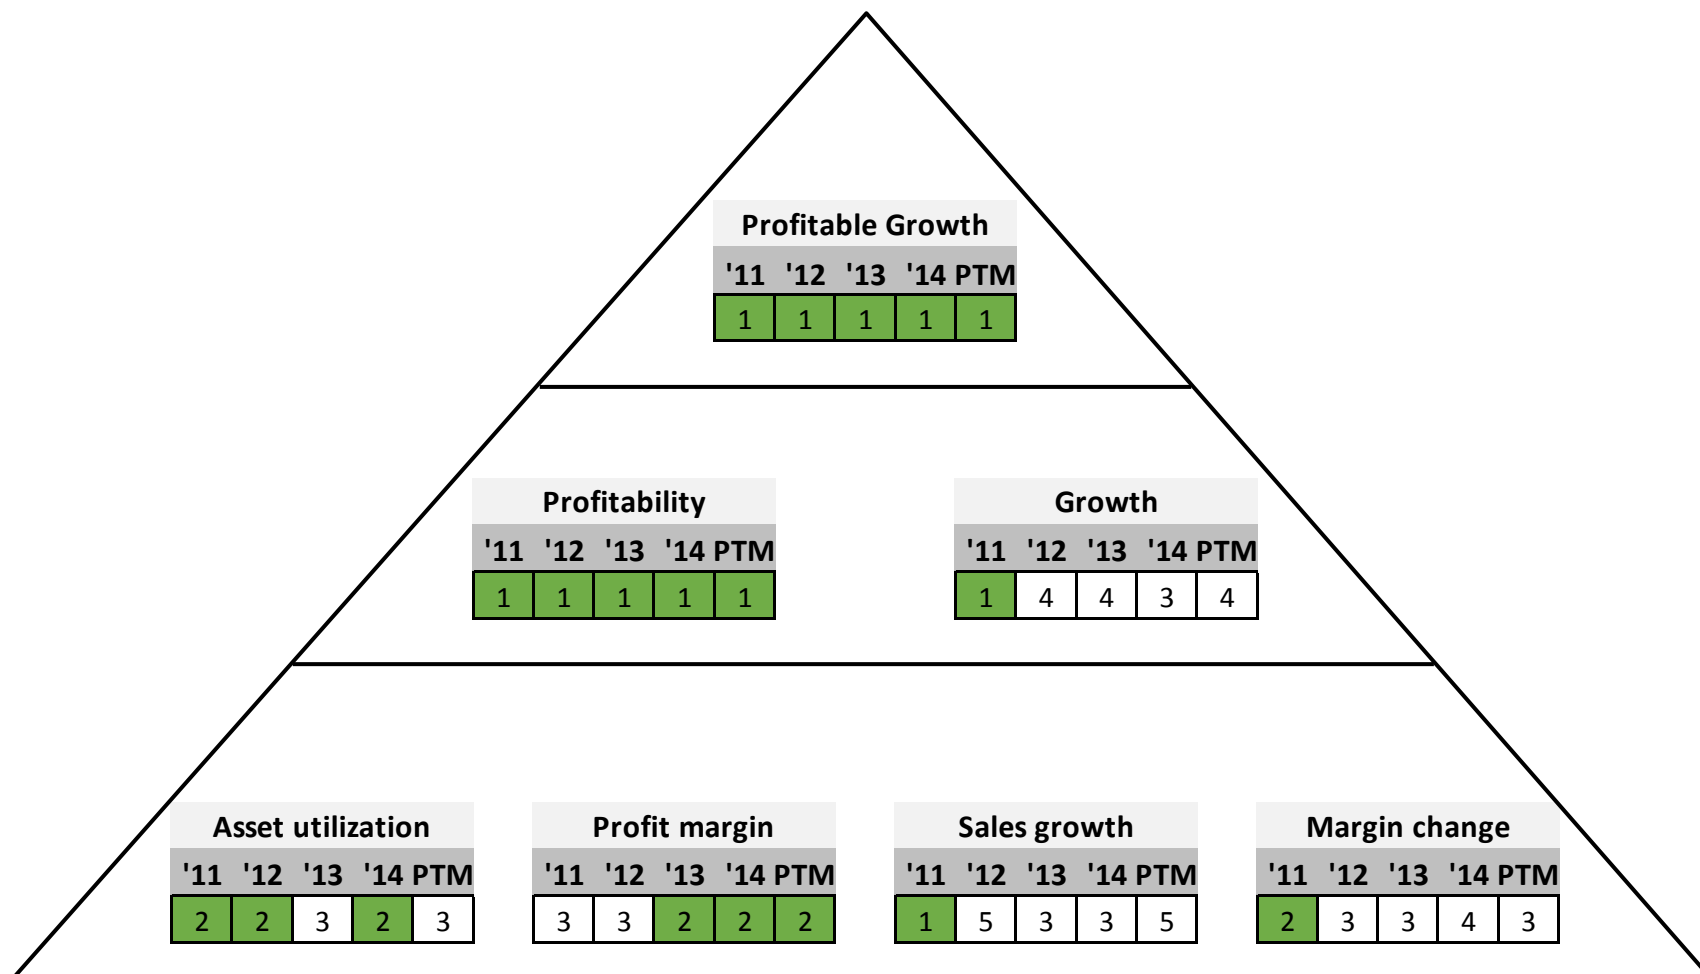 Profitable Growth
'11 '12 '13 '14 PTM
1 1 1 1 1
Profitability
'11 '12 '13 '14 PTM
1 1 1 1 1
Growth
'11 '12 '13 '14 PTM
1 4 4 3 4
Asset utilization
'11 '12 '13 '14 PTM
2 2 3 2 3
Profit margin
'11 '12 '13 '14 PTM
3 3 2 2 2
Sales growth
'11 '12 '13 '14 PTM
1 5 3 3 5
Margin change
'11 '12 '13 '14 PTM
2 3 3 4 3